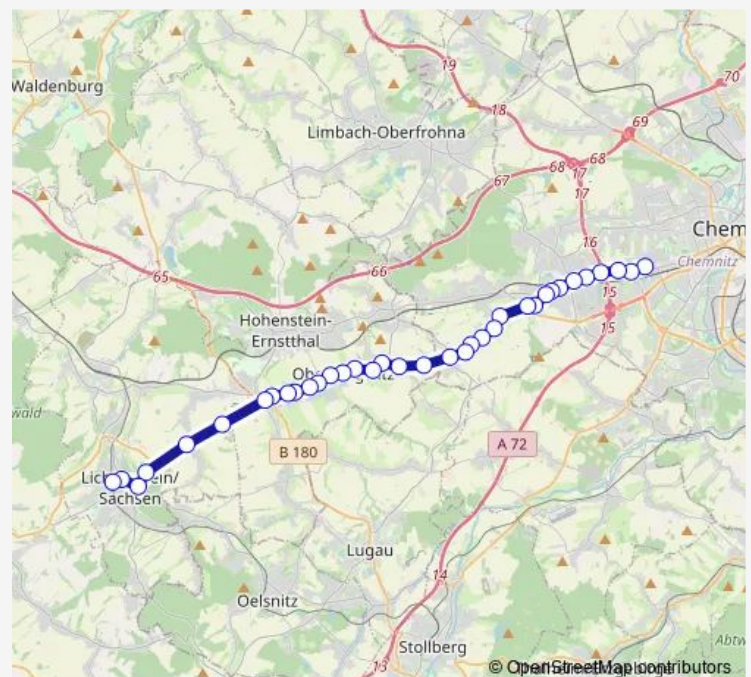 Waldenburg
19
18
70
69
Limbach-Oberfrohna
68
68
17
67
17
16
Chem
Chemnitz
65
66
15
15
Hohenstein-
Ernstthal
B 180
A 72
Sachsen
Lugau
14
Oelsnitz
Stollberg
13
© OpenStreetMap contributors